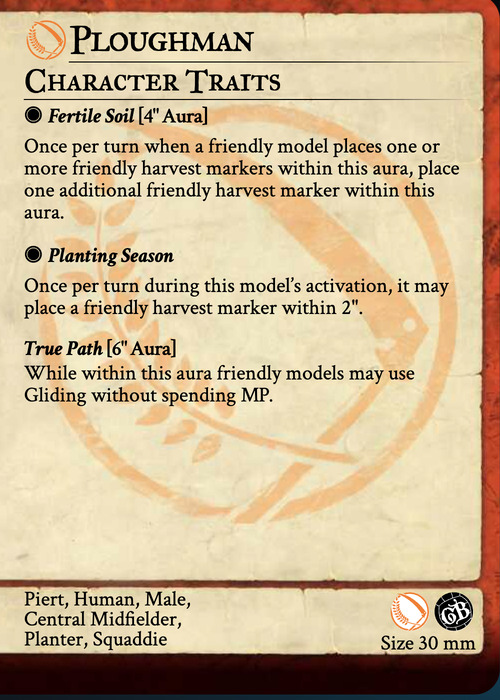 Ploughman
Character Traits
Fertile Soil [4" Aura]
Once per turn when a friendly model places one or
more friendly harvest markers within this aura, place
one additional friendly harvest marker within this
aura.
Planting Season
Once per turn during this model's activation, it may
place a friendly harvest marker within 2".
True Path [6" Aura]
While within this aura friendly models may use
Gliding without spending MP.
Piert, Human, Male,
Central Midfielder,
Planter, Squaddie
GB
Size 30 mm